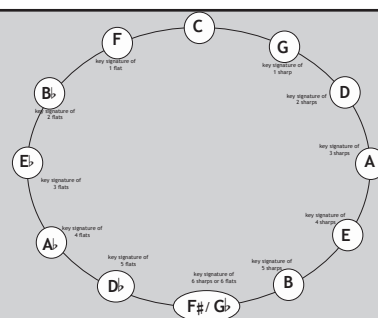 C
F
G
key signature of
1 flat
key signature of
1 sharp
B♭
D
key signature of
2 flats
key signature of
2 sharps
E♭
A
key signature of
3 flats
key signature of
3 sharps
A♭
E
key signature of
4 flats
key signature of
4 sharps
D♭
B
key signature of
5 flats
key signature of
5 sharps
key signature of
6 sharps or 6 flats
F♯/ G♭